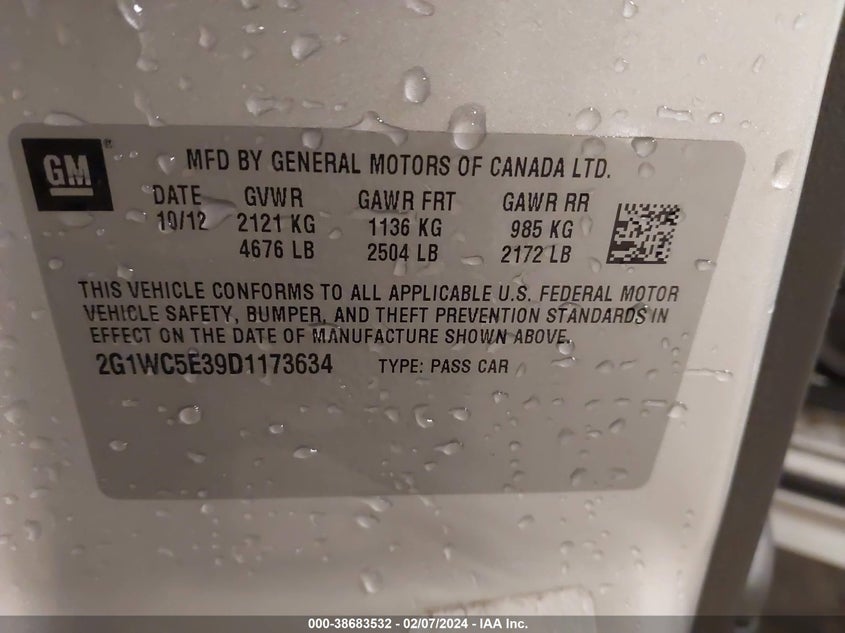 GM
MFD BY GENERAL MOTORS OF CANADA LTD.
DATE GVWR GAWR FRT GAWR RR
10/12 2121 KG 1136 KG 985 KG
4676 LB 2504 LB 2172 LB
THIS VEHICLE CONFORMS TO ALL APPLICABLE U.S. FEDERAL MOTOR
VEHICLE SAFETY, BUMPER, AND THEFT PREVENTION STANDARDS IN
EFFECT ON THE DATE OF MANUFACTURE SHOWN ABOVE.
2G1WC5E39D1173634 TYPE: PASS CAR
000-38683532 - 02/07/2024 - IAA Inc.